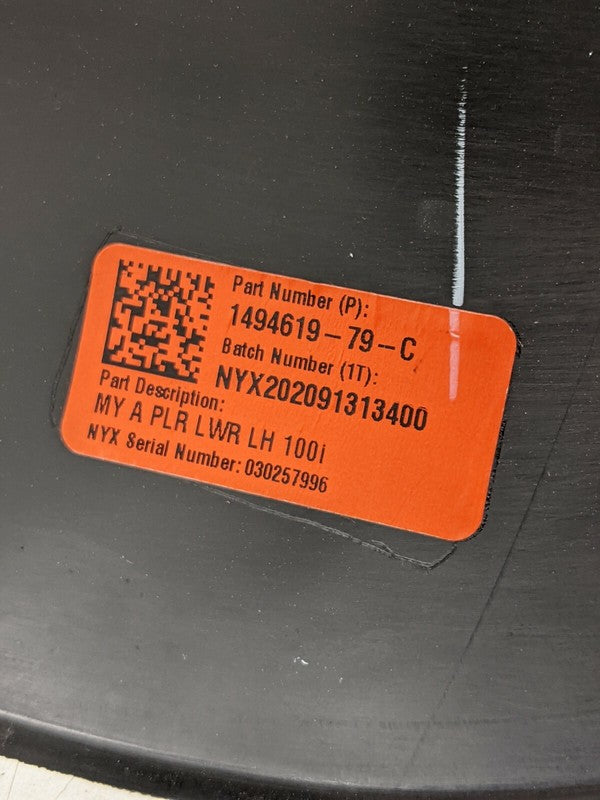 Part Number (P):
1494619-79-C
Batch Number (1T):
NYX202091313400
Part Description:
MY A PLR LWR LH 100i
NYX Serial Number: 030257996